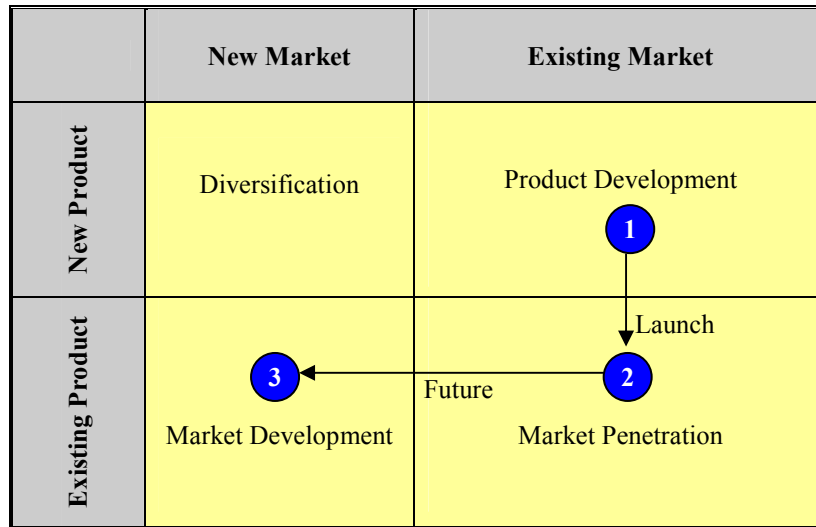 New Market
Existing Market
New Product
Diversification
Product Development
1
Launch
Existing Product
3
Future
2
Market Development
Market Penetration